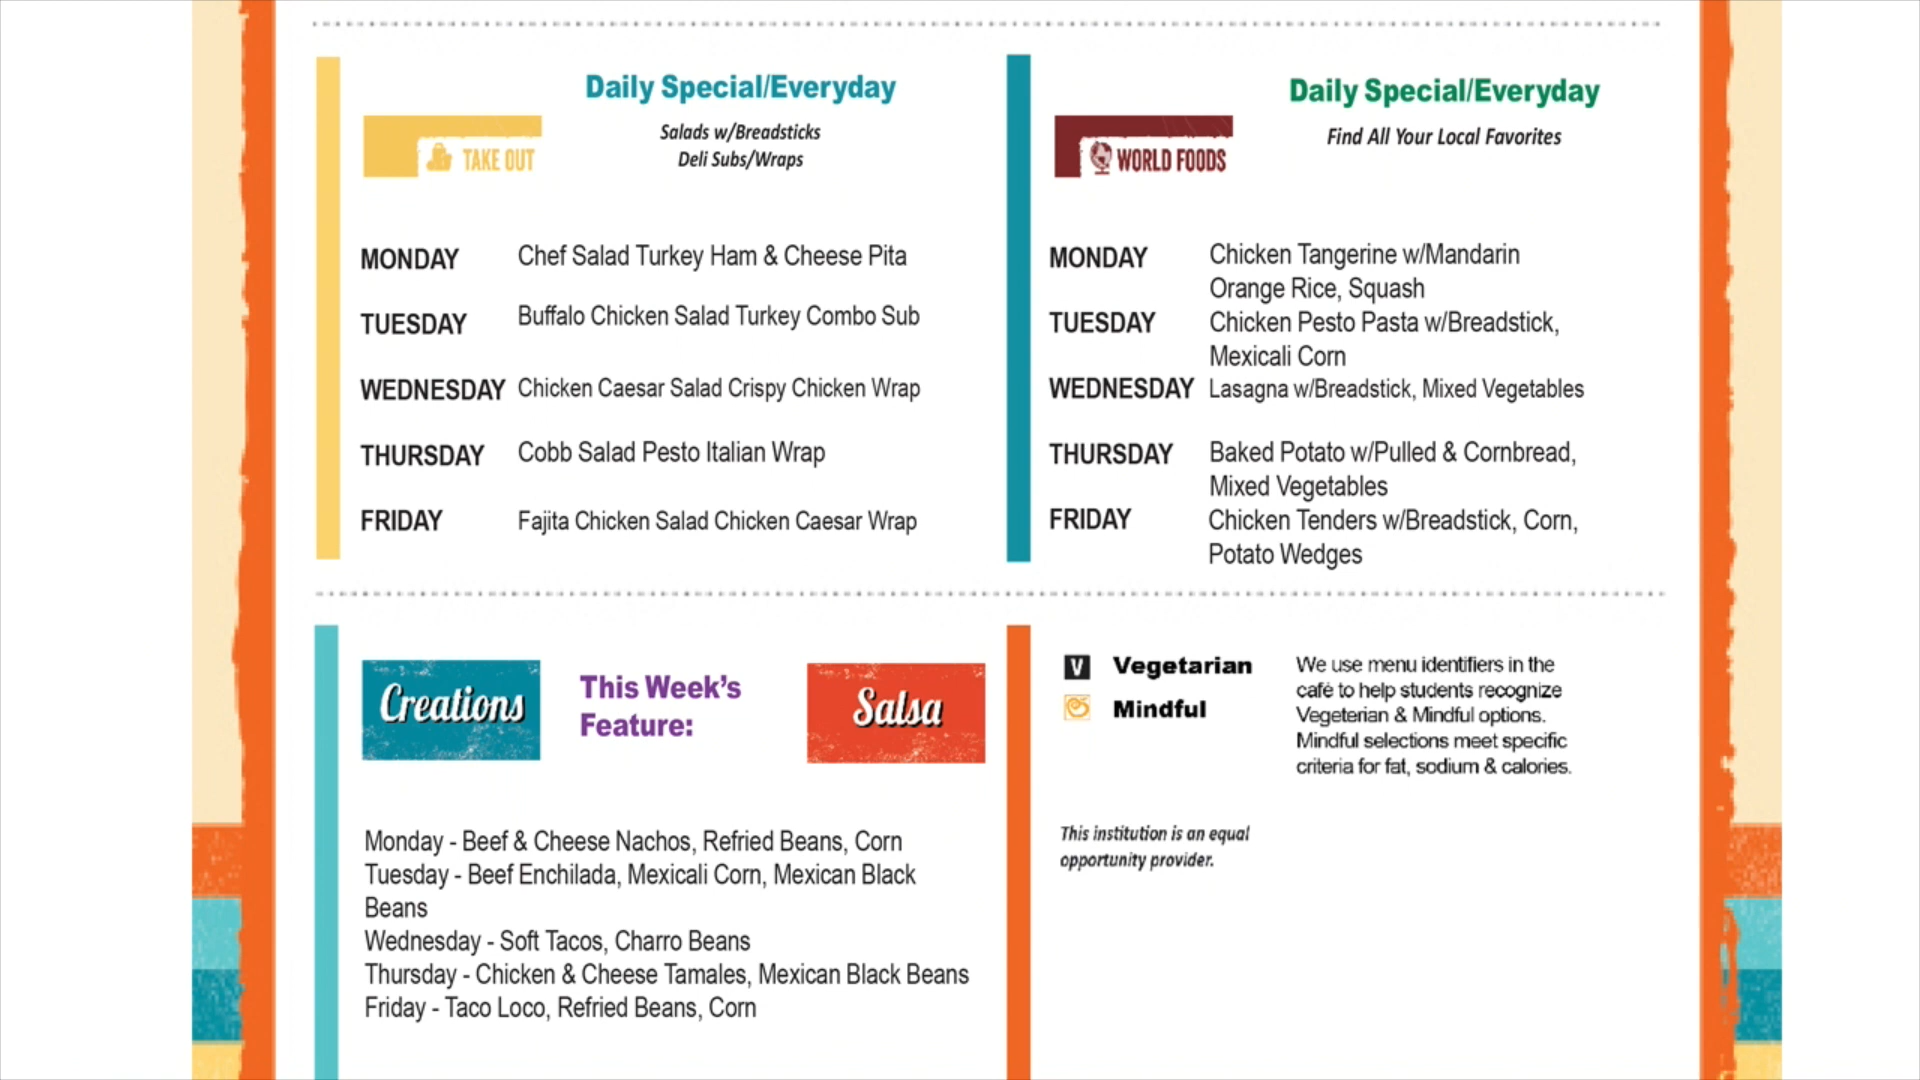 Daily Special/Everyday
Salads w/Breadsticks
Deli Subs/Wraps
TAKE OUT
MONDAY Chef Salad Turkey Ham & Cheese Pita
TUESDAY Buffalo Chicken Salad Turkey Combo Sub
WEDNESDAY Chicken Caesar Salad Crispy Chicken Wrap
THURSDAY Cobb Salad Pesto Italian Wrap
FRIDAY Fajita Chicken Salad Chicken Caesar Wrap
Daily Special/Everyday
Find All Your Local Favorites
WORLD FOODS
MONDAY Chicken Tangerine w/Mandarin
Orange Rice, Squash
TUESDAY Chicken Pesto Pasta w/Breadstick,
Mexicali Corn
WEDNESDAY Lasagna w/Breadstick, Mixed Vegetables
THURSDAY Baked Potato w/Pulled & Cornbread,
Mixed Vegetables
FRIDAY Chicken Tenders w/Breadstick, Corn,
Potato Wedges
Creations
This Week's
Feature:
Salsa
Monday - Beef & Cheese Nachos, Refried Beans, Corn
Tuesday - Beef Enchilada, Mexicali Corn, Mexican Black
Beans
Wednesday - Soft Tacos, Charro Beans
Thursday - Chicken & Cheese Tamales, Mexican Black Beans
Friday - Taco Loco, Refried Beans, Corn
V Vegetarian
Mindful
We use menu identifiers in the
café to help students recognize
Vegeterian & Mindful options.
Mindful selections meet specific
criteria for fat, sodium & calories.
This institution is an equal
opportunity provider.